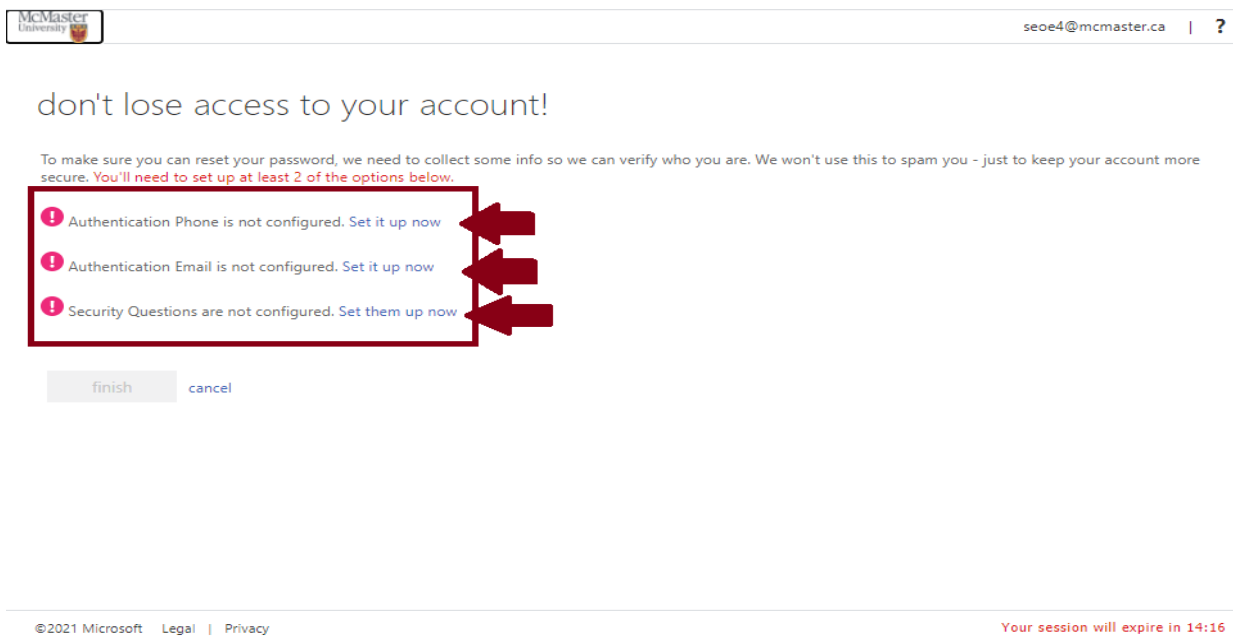 McMaster
University
seoe4@mcmaster.ca | ?
don't lose access to your account!
To make sure you can reset your password, we need to collect some info so we can verify who you are. We won't use this to spam you - just to keep your account more
secure. You'll need to set up at least 2 of the options below.
! Authentication Phone is not configured. Set it up now
! Authentication Email is not configured. Set it up now
! Security Questions are not configured. Set them up now
finish cancel
©2021 Microsoft Legal | Privacy
Your session will expire in 14:16